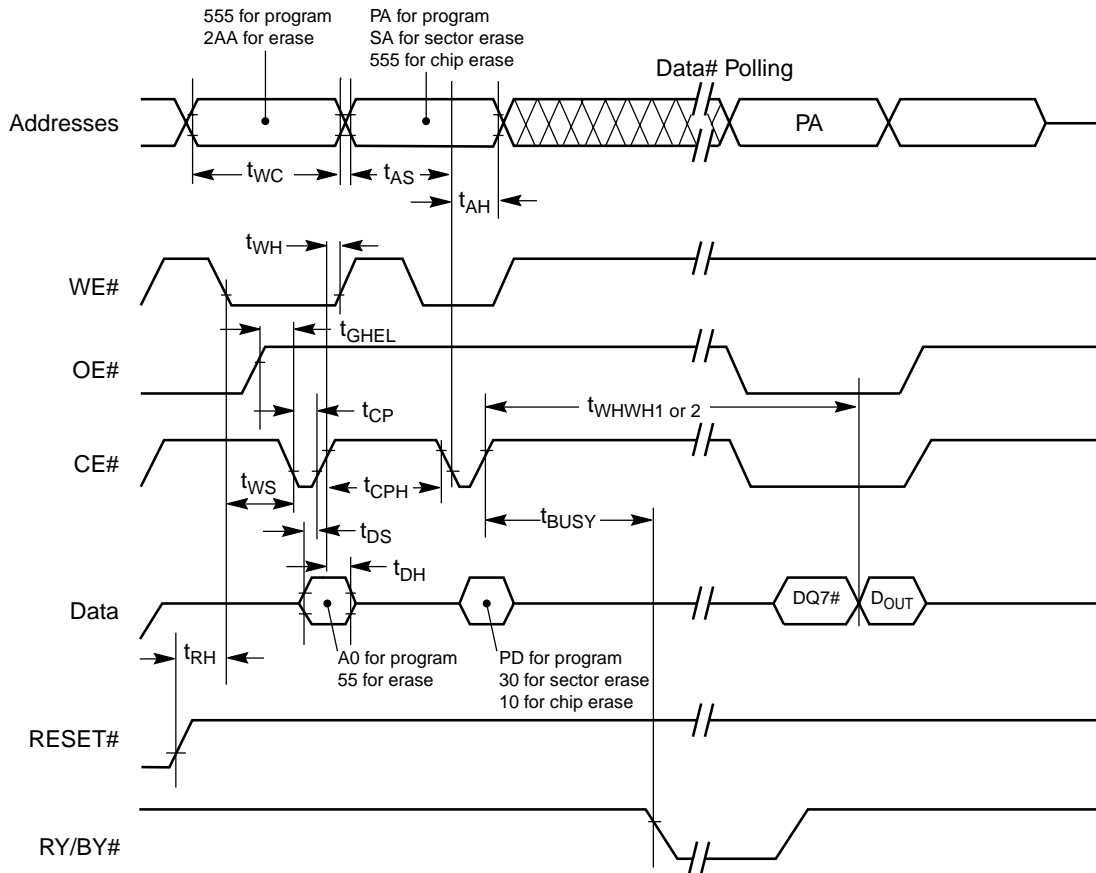 555 for program
2AA for erase
PA for program
SA for sector erase
555 for chip erase
Data# Polling
Addresses
PA
tWC
tAS
tAH
tWH
WE#
tGHEL
OE#
tCP
tWHWH1 or 2
CE#
tWS
tCPH
tBUSY
tDS
tDH
Data
DQ7#
DOUT
tRH
A0 for program
55 for erase
PD for program
30 for sector erase
10 for chip erase
RESET#
RY/BY#